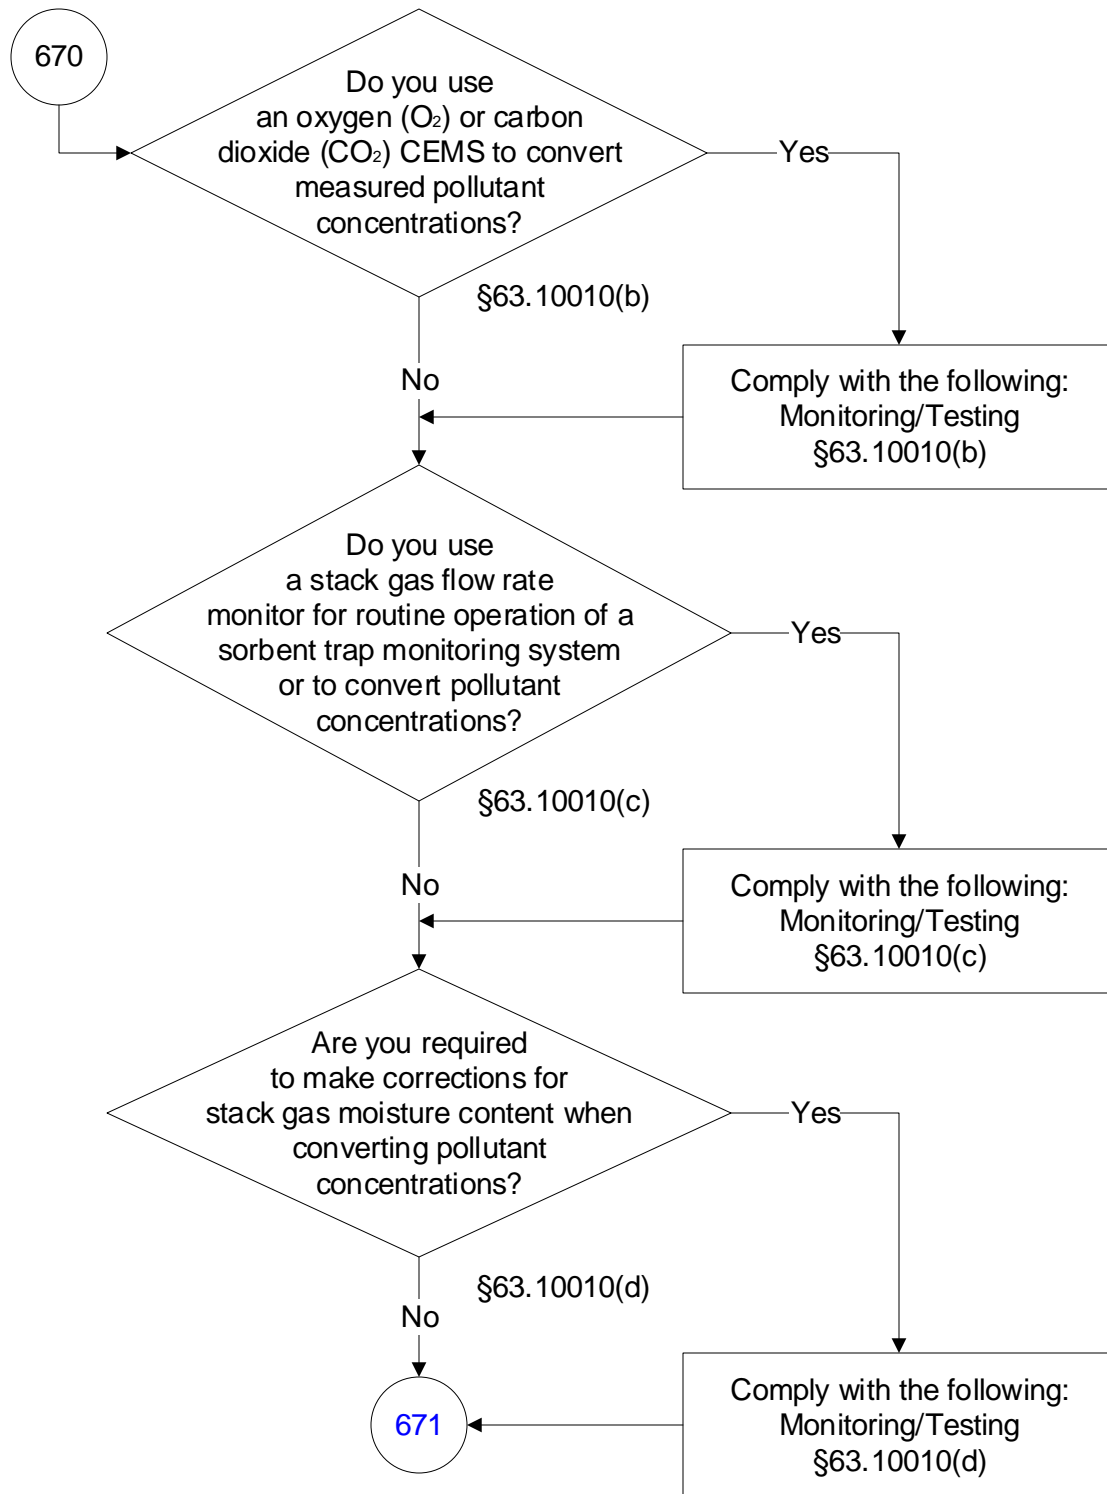 670
Do you use
an oxygen (O₂) or carbon
dioxide (CO₂) CEMS to convert
measured pollutant
concentrations?
Yes
§63.10010(b)
No
Comply with the following:
Monitoring/Testing
§63.10010(b)
Do you use
a stack gas flow rate
monitor for routine operation of a
sorbent trap monitoring system
or to convert pollutant
concentrations?
Yes
§63.10010(c)
No
Comply with the following:
Monitoring/Testing
§63.10010(c)
Are you required
to make corrections for
stack gas moisture content when
converting pollutant
concentrations?
Yes
§63.10010(d)
No
Comply with the following:
Monitoring/Testing
§63.10010(d)
671